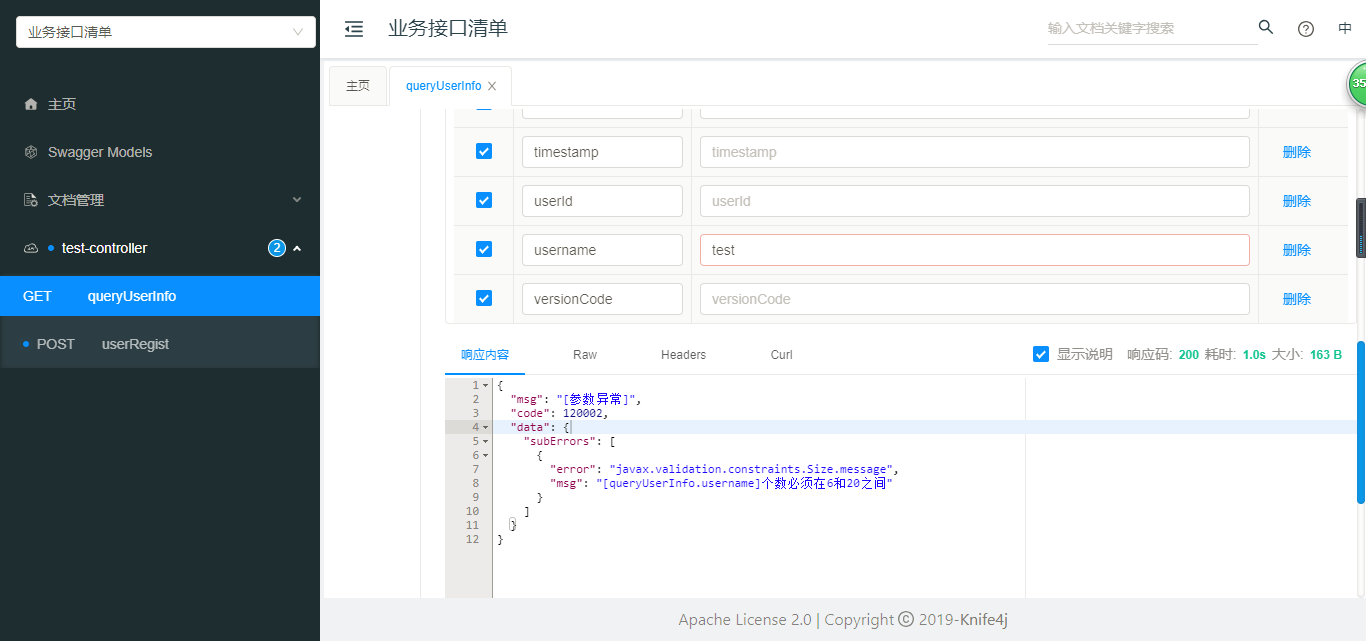 业务接口清单
业务接口清单
输入文档关键字搜索
中
主页
Swagger Models
文档管理
test-controller
2
GET queryUserInfo
POST userRegist
主页
queryUserInfo
35
timestamp timestamp 删除
userId userId 删除
username test 删除
versionCode versionCode 删除
响应内容 Raw Headers Curl
显示说明 响应码: 200 耗时: 1.0s 大小: 163 B
1 {
2 "msg": "[参数异常]",
3 "code": 120002,
4 "data": {
5 "subErrors": [
6 {
7 "error": "javax.validation.constraints.Size.message",
8 "msg": "[queryUserInfo.username]个数必须在6和20之间"
9 }
10 ]
11 }
12 }
Apache License 2.0 | Copyright © 2019-Knife4j